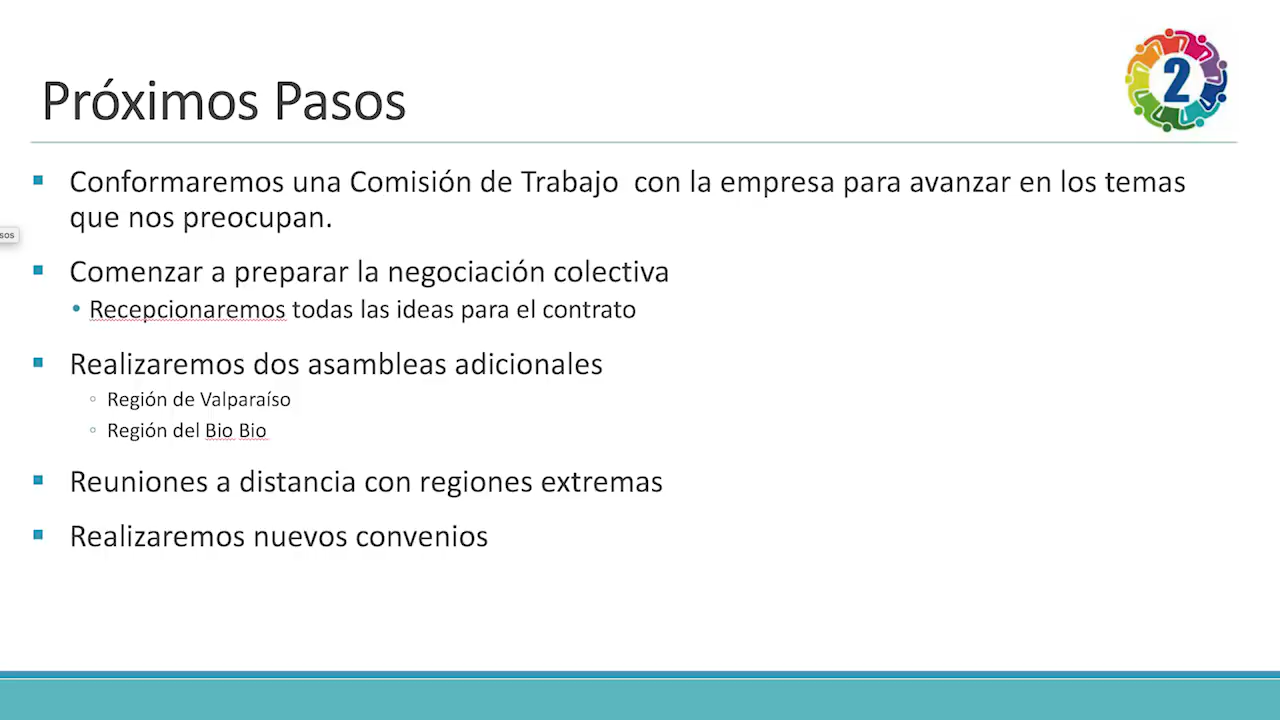 2
Próximos Pasos
Conformaremos una Comisión de Trabajo con la empresa para avanzar en los temas
que nos preocupan.
sos
Comenzar a preparar la negociación colectiva
Recepcionaremos todas las ideas para el contrato
Realizaremos dos asambleas adicionales
Región de Valparaíso
Región del Bio Bio
Reuniones a distancia con regiones extremas
Realizaremos nuevos convenios